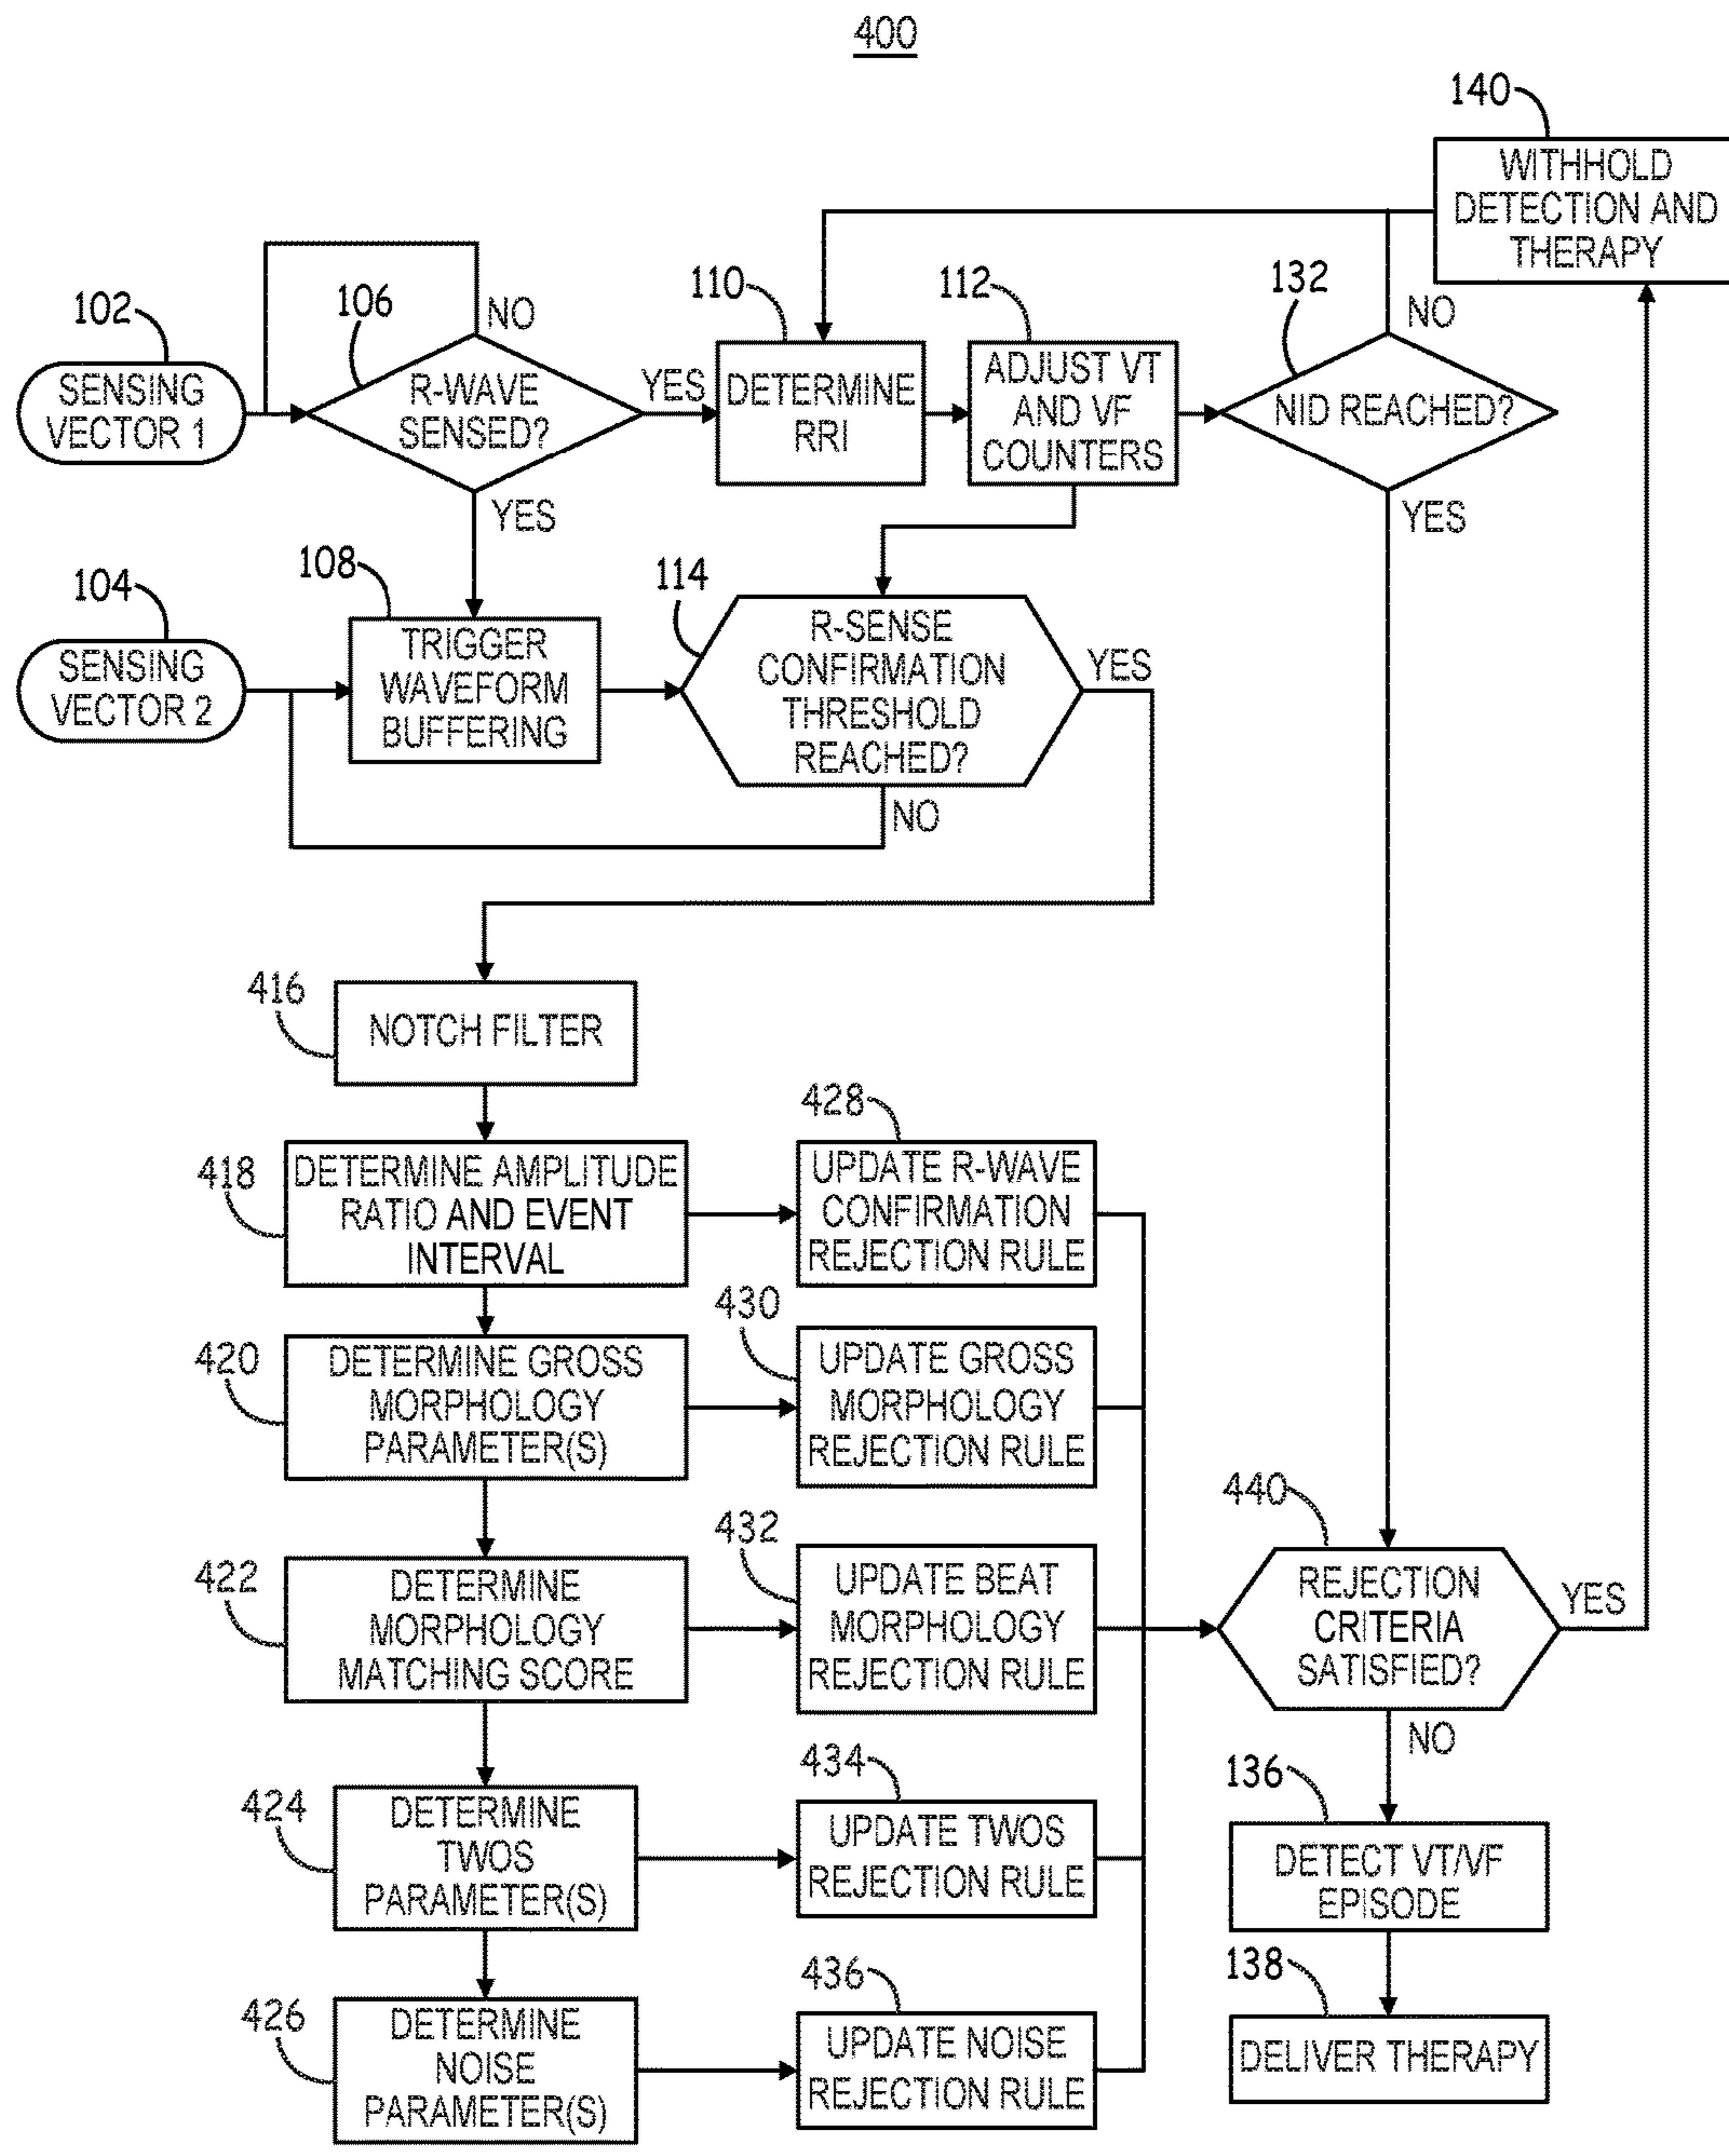 400
140
WITHHOLD
DETECTION AND
THERAPY
102
SENSING
VECTOR 1
106
R-WAVE
SENSED?
NO
YES
YES
110
DETERMINE
RRI
112
ADJUST VT
AND VF
COUNTERS
132
NID REACHED?
NO
YES
104
SENSING
VECTOR 2
108
TRIGGER
WAVEFORM
BUFFERING
114
R-SENSE
CONFIRMATION
THRESHOLD
REACHED?
YES
NO
416
NOTCH FILTER
418
DETERMINE AMPLITUDE
RATIO AND EVENT
INTERVAL
428
UPDATE R-WAVE
CONFIRMATION
REJECTION RULE
420
DETERMINE GROSS
MORPHOLOGY
PARAMETER(S)
430
UPDATE GROSS
MORPHOLOGY
REJECTION RULE
422
DETERMINE
MORPHOLOGY
MATCHING SCORE
432
UPDATE BEAT
MORPHOLOGY
REJECTION RULE
440
REJECTION
CRITERIA
SATISFIED?
YES
NO
424
DETERMINE
TWOS
PARAMETER(S)
434
UPDATE TWOS
REJECTION RULE
136
DETECT VT/VF
EPISODE
426
DETERMINE
NOISE
PARAMETER(S)
436
UPDATE NOISE
REJECTION RULE
138
DELIVER THERAPY